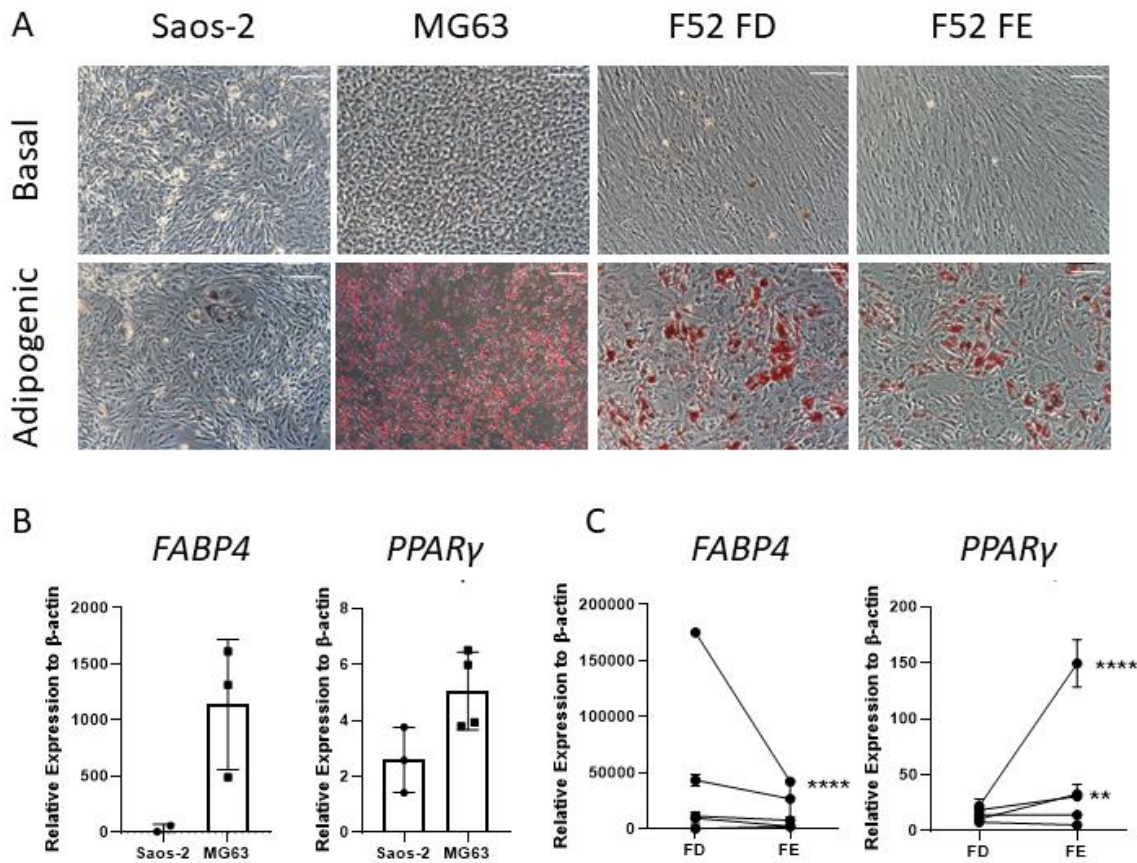 A
Saos-2 MG63 F52 FD F52 FE
Basal
Adipogenic
B
C
FABP4 PPARγ FABP4 PPARγ
Relative Expression to β-actin
2000
1500
1000
500
0
Saos-2 MG63
Relative Expression to β-actin
8
6
4
2
0
Saos-2 MG63
Relative Expression to β-actin
200000
150000
100000
50000
0
****
FD FE
Relative Expression to β-actin
200
150
100
50
0
****
**
FD FE